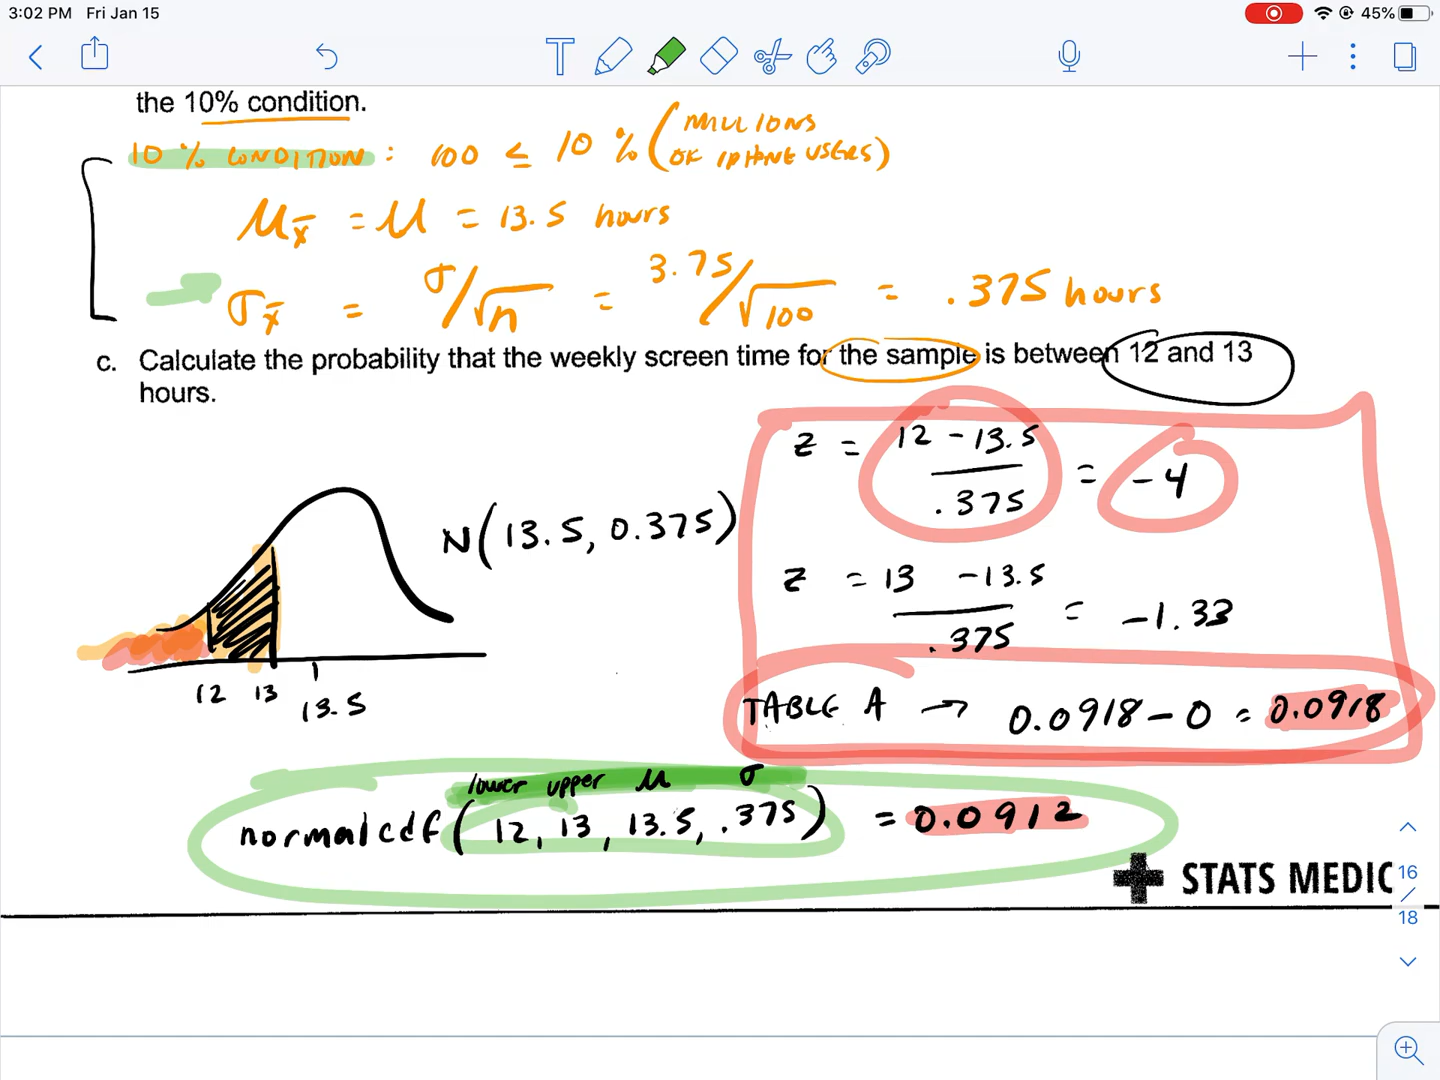 3:02 PM Fri Jan 15 45%
the 10% condition.
10 % CONDITION : 100 ≤ 10 % (MILLIONS OF IPHONE USERS)
μx̄ = μ = 13.5 hours
σx̄ = σ/√n = 3.75/√100 = .375 hours
c. Calculate the probability that the weekly screen time for the sample is between 12 and 13
hours.
z = 12 - 13.5 / .375 = -4
N(13.5, 0.375)
z = 13 - 13.5 / .375 = -1.33
12 13 13.5
TABLE A → 0.0918 - 0 = 0.0918
lower upper μ σ
normalcdf( 12, 13, 13.5, .375) = 0.0912
STATS MEDIC
16
/
18